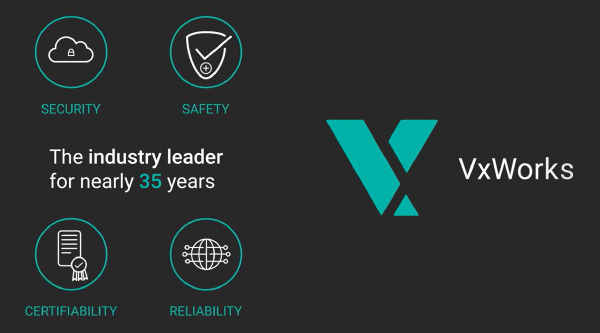 SECURITY
SAFETY
The industry leader
for nearly 35 years
CERTIFIABILITY
RELIABILITY
VxWorks